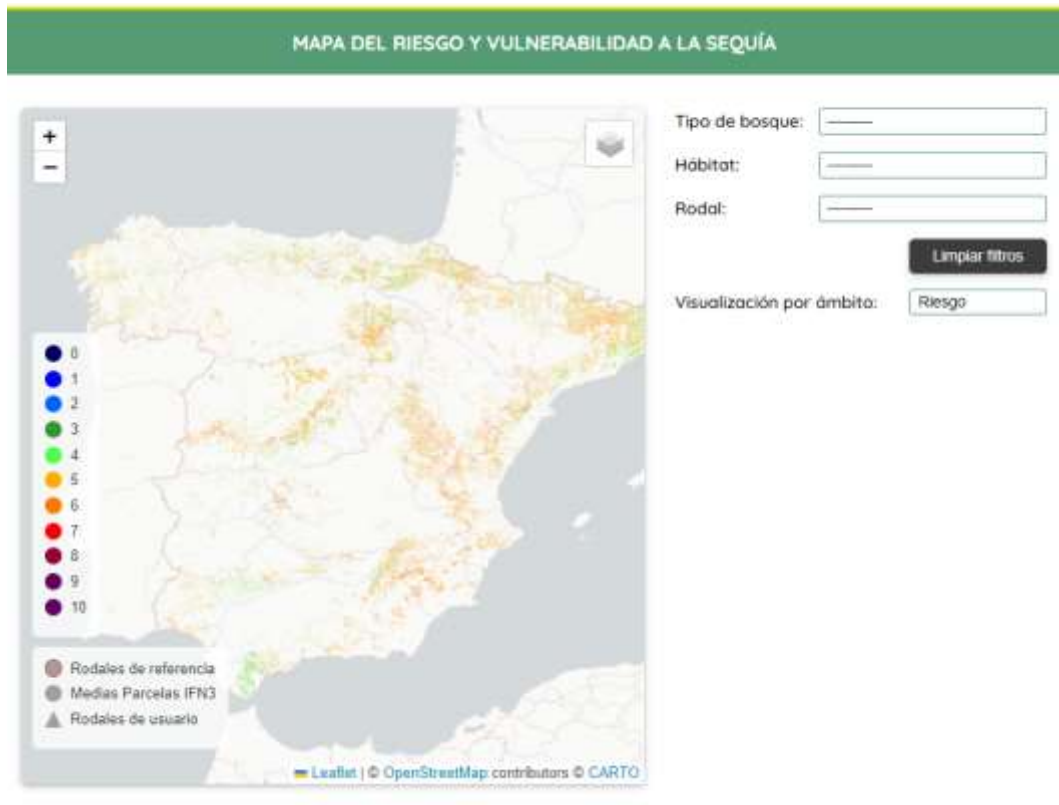 MAPA DEL RIESGO Y VULNERABILIDAD A LA SEQUÍA
+
−
Tipo de bosque: ---------
Hábitat: ---------
Rodal: ---------
Limpiar filtros
Visualización por ámbito: Riesgo
0
1
2
3
4
5
6
7
8
9
10
Rodales de referencia
Medias Parcelas IFN3
Rodales de usuario
Leaflet | © OpenStreetMap contributors © CARTO